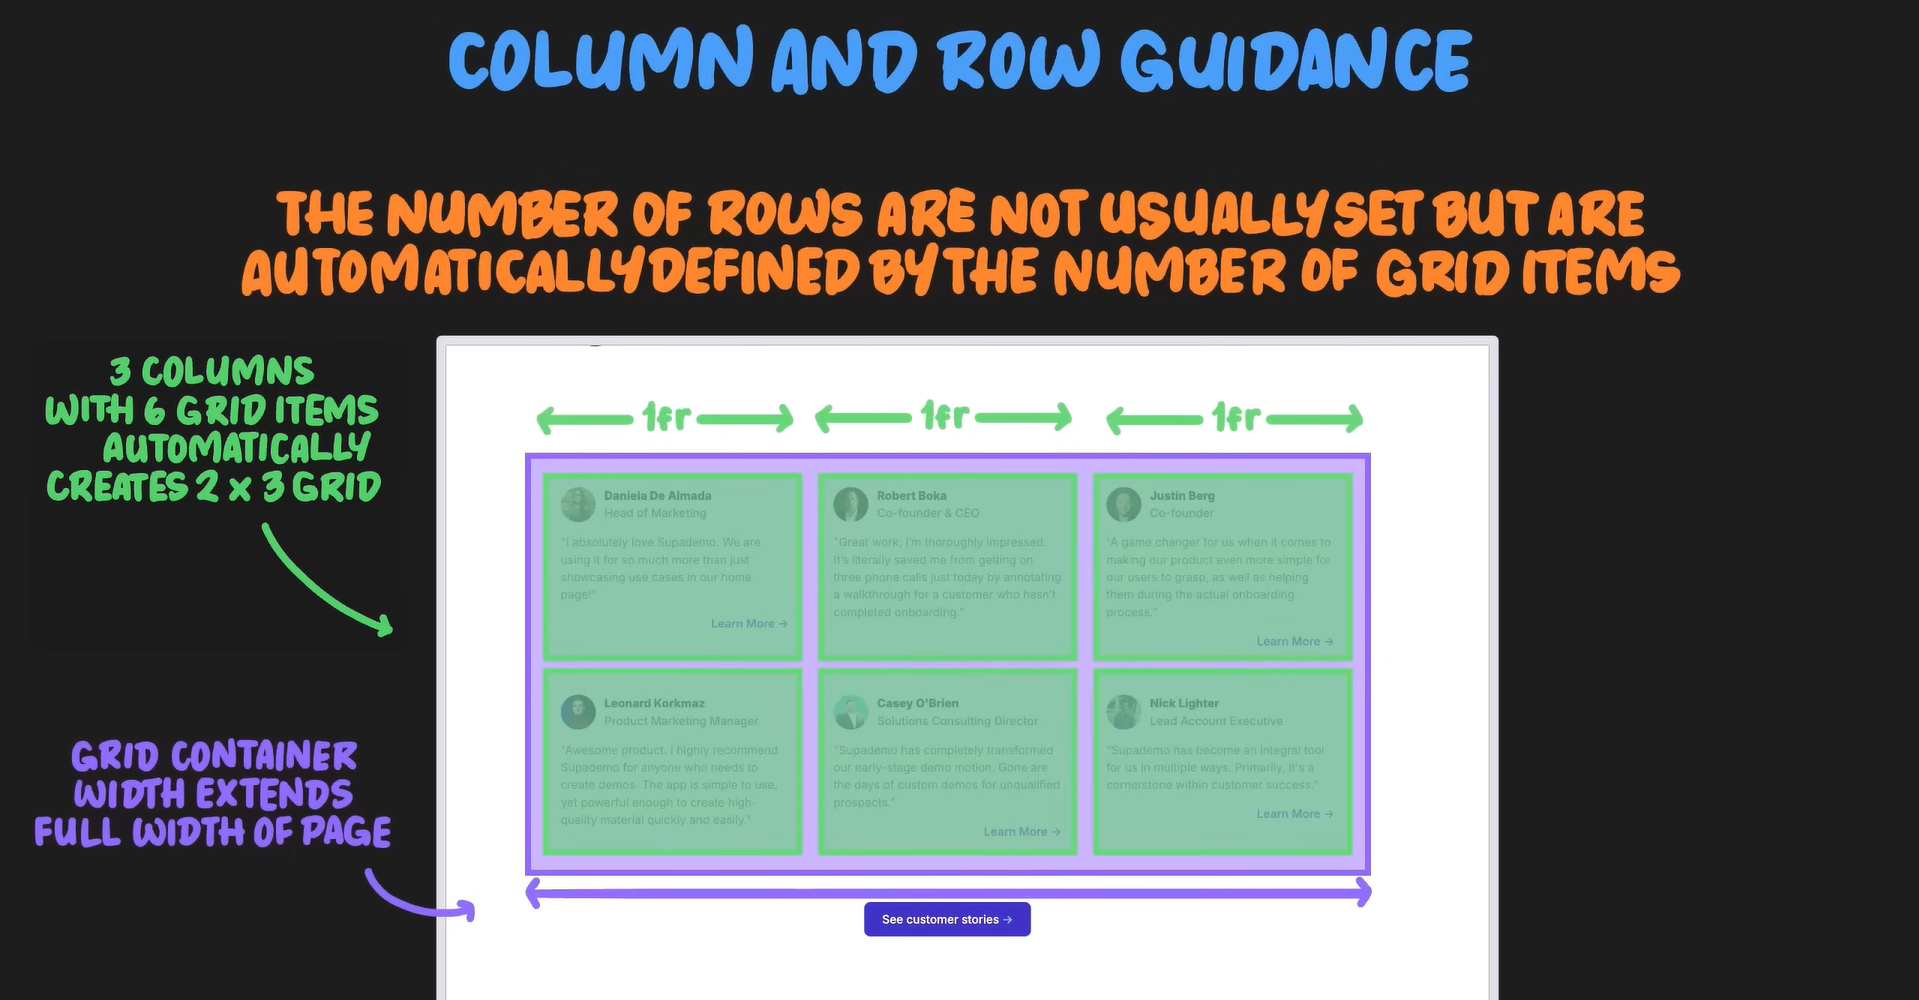 COLUMN AND ROW GUIDANCE
THE NUMBER OF ROWS ARE NOT USUALLY SET BUT ARE
AUTOMATICALLY DEFINED BY THE NUMBER OF GRID ITEMS
3 COLUMNS
WITH 6 GRID ITEMS
AUTOMATICALLY
CREATES 2 x 3 GRID
GRID CONTAINER
WIDTH EXTENDS
FULL WIDTH OF PAGE
1fr 1fr 1fr
Daniela De Almada
Head of Marketing
"I absolutely love Supademo. We are
using it for so much more than just
showcasing use cases in our home
page!"
Learn More →
Robert Boka
Co-founder & CEO
"Great work, I'm thoroughly impressed.
It's literally saved me from getting on
three phone calls just today by annotating
a walkthrough for a customer who hasn't
completed onboarding."
Justin Berg
Co-founder
"A game changer for us when it comes to
making our product even more simple for
our users to grasp, as well as helping
them during the actual onboarding
process."
Learn More →
Leonard Korkmaz
Product Marketing Manager
"Awesome product. I highly recommend
Supademo for anyone who needs to
create demos. The app is simple to use,
yet powerful enough to create high-
quality material quickly and easily."
Casey O'Brien
Solutions Consulting Director
"Supademo has completely transformed
our early-stage demo motion. Gone are
the days of custom demos for unqualified
prospects."
Learn More →
Nick Lighter
Lead Account Executive
"Supademo has become an integral tool
for us in multiple ways. Primarily, it's a
cornerstone within customer success."
Learn More →
See customer stories →